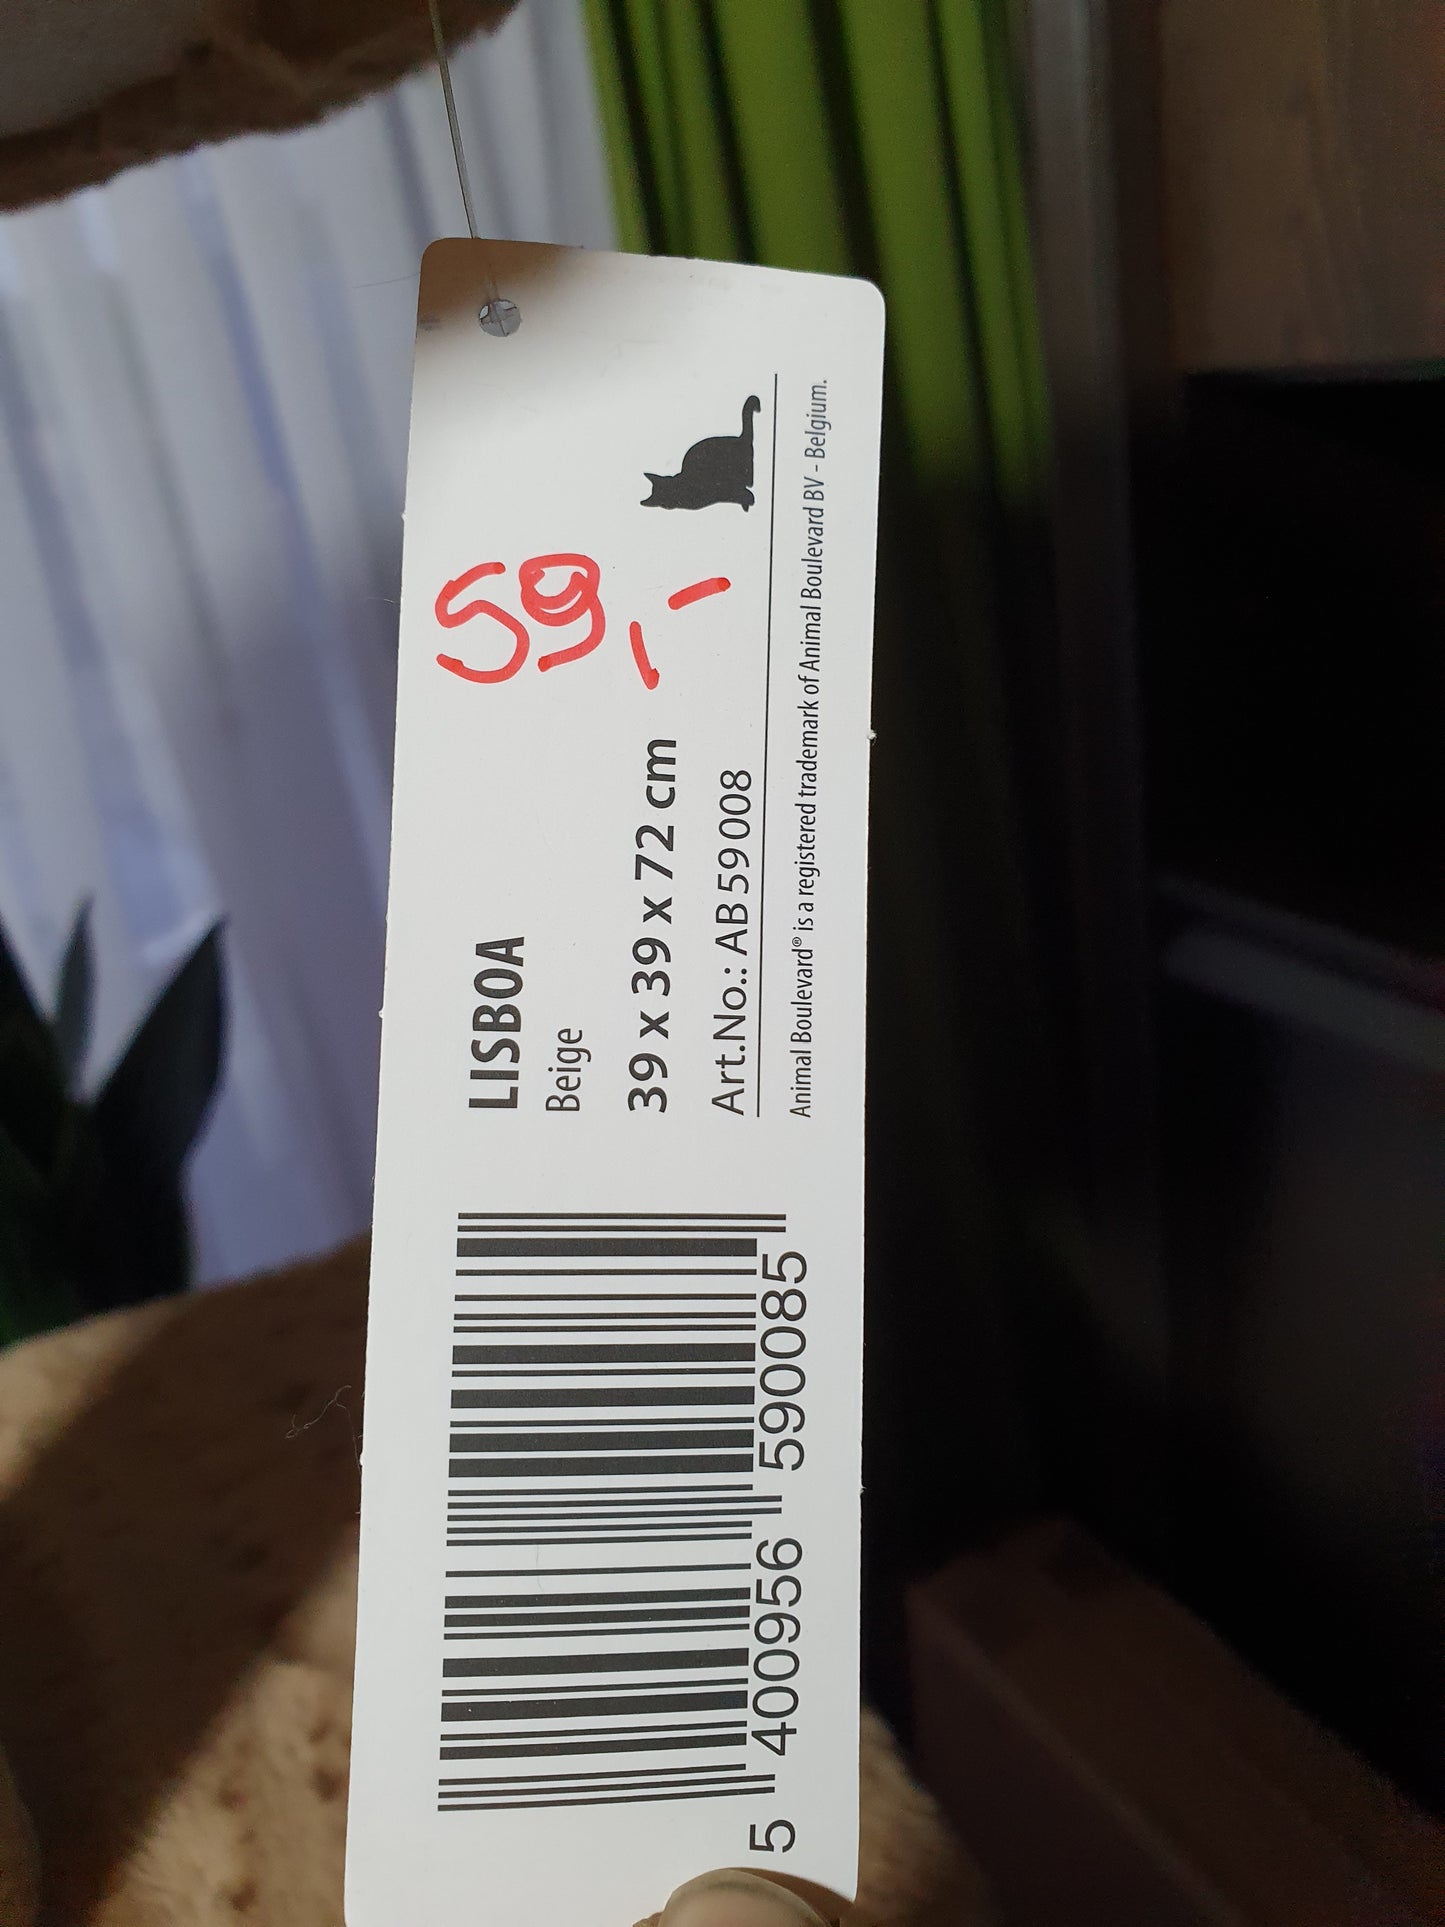 LISBOA
Beige
59,-
39 x 39 x 72 cm
Art.No.: AB 59 008
Animal Boulevard® is a registered trademark of Animal Boulevard BV - Belgium.
5 400956 590085